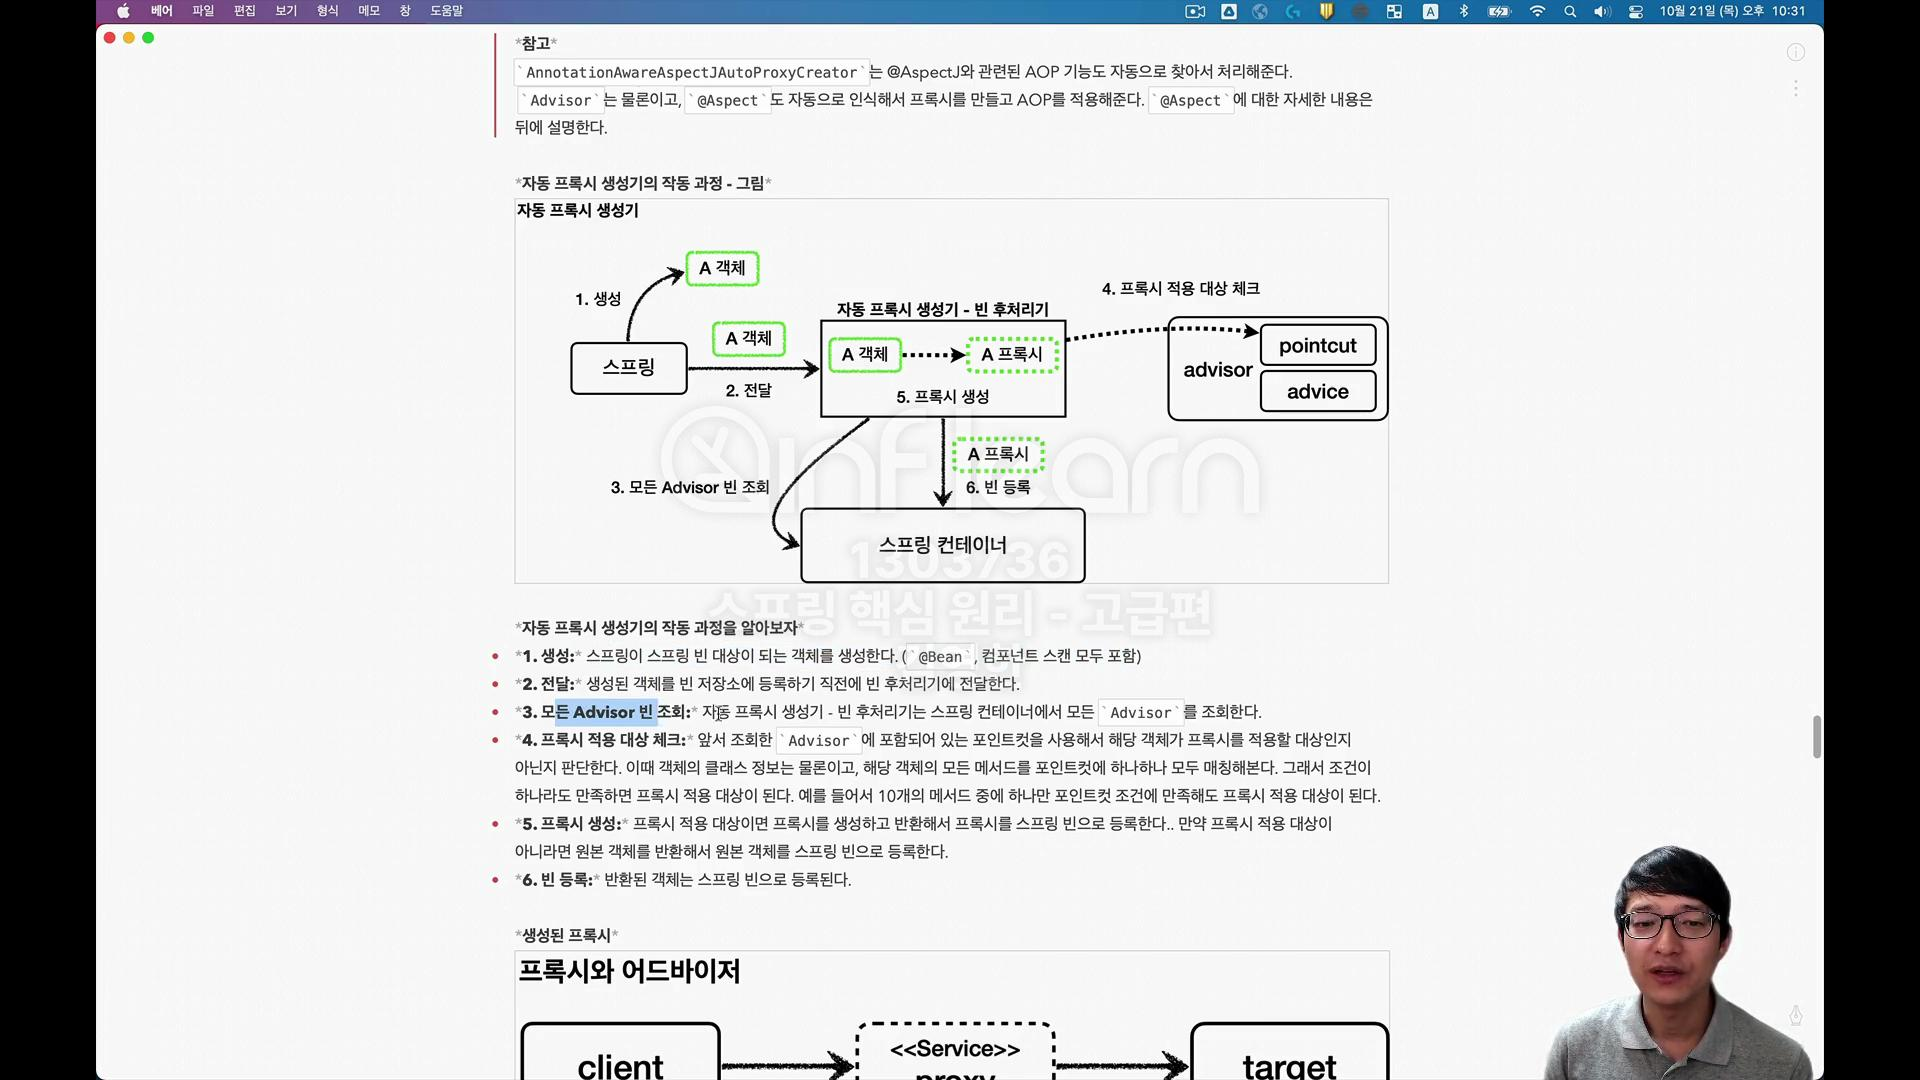 베어 파일 편집 보기 형식 메모 창 도움말 A 10월 21일 (목) 오후 10:31
*참고*
`AnnotationAwareAspectJAutoProxyCreator`는 @AspectJ와 관련된 AOP 기능도 자동으로 찾아서 처리해준다.
`Advisor`는 물론이고, `@Aspect`도 자동으로 인식해서 프록시를 만들고 AOP를 적용해준다. `@Aspect`에 대한 자세한 내용은
뒤에 설명한다.
*자동 프록시 생성기의 작동 과정 - 그림*
자동 프록시 생성기
A 객체
1. 생성
4. 프록시 적용 대상 체크
자동 프록시 생성기 - 빈 후처리기
A 객체
스프링
2. 전달
A 객체
A 프록시
5. 프록시 생성
advisor
pointcut
advice
A 프록시
3. 모든 Advisor 빈 조회
6. 빈 등록
스프링 컨테이너
inflearn
1303736
스프링 핵심 원리 - 고급편
*자동 프록시 생성기의 작동 과정을 알아보자*
*1. 생성:* 스프링이 스프링 빈 대상이 되는 객체를 생성한다. (`@Bean`, 컴포넌트 스캔 모두 포함)
*2. 전달:* 생성된 객체를 빈 저장소에 등록하기 직전에 빈 후처리기에 전달한다.
*3. 모든 Advisor 빈 조회:* 자동 프록시 생성기 - 빈 후처리기는 스프링 컨테이너에서 모든 `Advisor`를 조회한다.
*4. 프록시 적용 대상 체크:* 앞서 조회한 `Advisor`에 포함되어 있는 포인트컷을 사용해서 해당 객체가 프록시를 적용할 대상인지
아닌지 판단한다. 이때 객체의 클래스 정보는 물론이고, 해당 객체의 모든 메서드를 포인트컷에 하나하나 모두 매칭해본다. 그래서 조건이
하나라도 만족하면 프록시 적용 대상이 된다. 예를 들어서 10개의 메서드 중에 하나만 포인트컷 조건에 만족해도 프록시 적용 대상이 된다.
*5. 프록시 생성:* 프록시 적용 대상이면 프록시를 생성하고 반환해서 프록시를 스프링 빈으로 등록한다.. 만약 프록시 적용 대상이
아니라면 원본 객체를 반환해서 원본 객체를 스프링 빈으로 등록한다.
*6. 빈 등록:* 반환된 객체는 스프링 빈으로 등록된다.
*생성된 프록시*
프록시와 어드바이저
client
<<Service>>
proxy
target